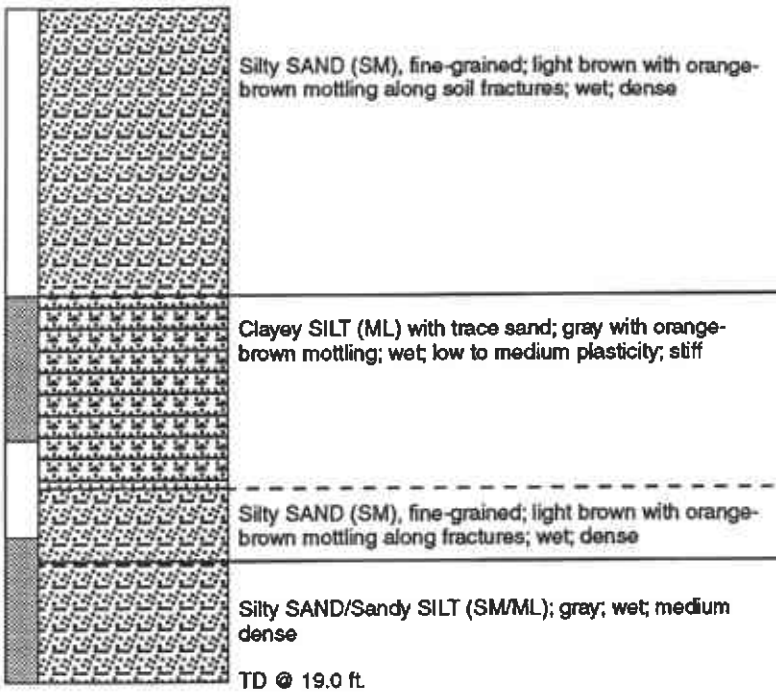 Silty SAND (SM), fine-grained; light brown with orange-
brown mottling along soil fractures; wet; dense
Clayey SILT (ML) with trace sand; gray with orange-
brown mottling; wet; low to medium plasticity; stiff
Silty SAND (SM), fine-grained; light brown with orange-
brown mottling along fractures; wet; dense
Silty SAND/Sandy SILT (SM/ML); gray; wet; medium
dense
TD @ 19.0 ft.